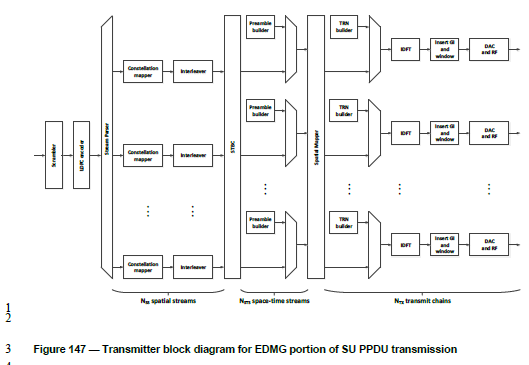 Preamble builder
TRN builder
IDFT
Insert GI and window
DAC and RF
Constellation mapper
Interleaver
Preamble builder
TRN builder
IDFT
Insert GI and window
DAC and RF
Scrambler
LDPC encoder
Stream Parser
Constellation mapper
Interleaver
STBC
Spatial Mapper
Preamble builder
TRN builder
IDFT
Insert GI and window
DAC and RF
Constellation mapper
Interleaver
NSS spatial streams
NSTS space-time streams
NTX transmit chains
1
2
3 Figure 147 — Transmitter block diagram for EDMG portion of SU PPDU transmission